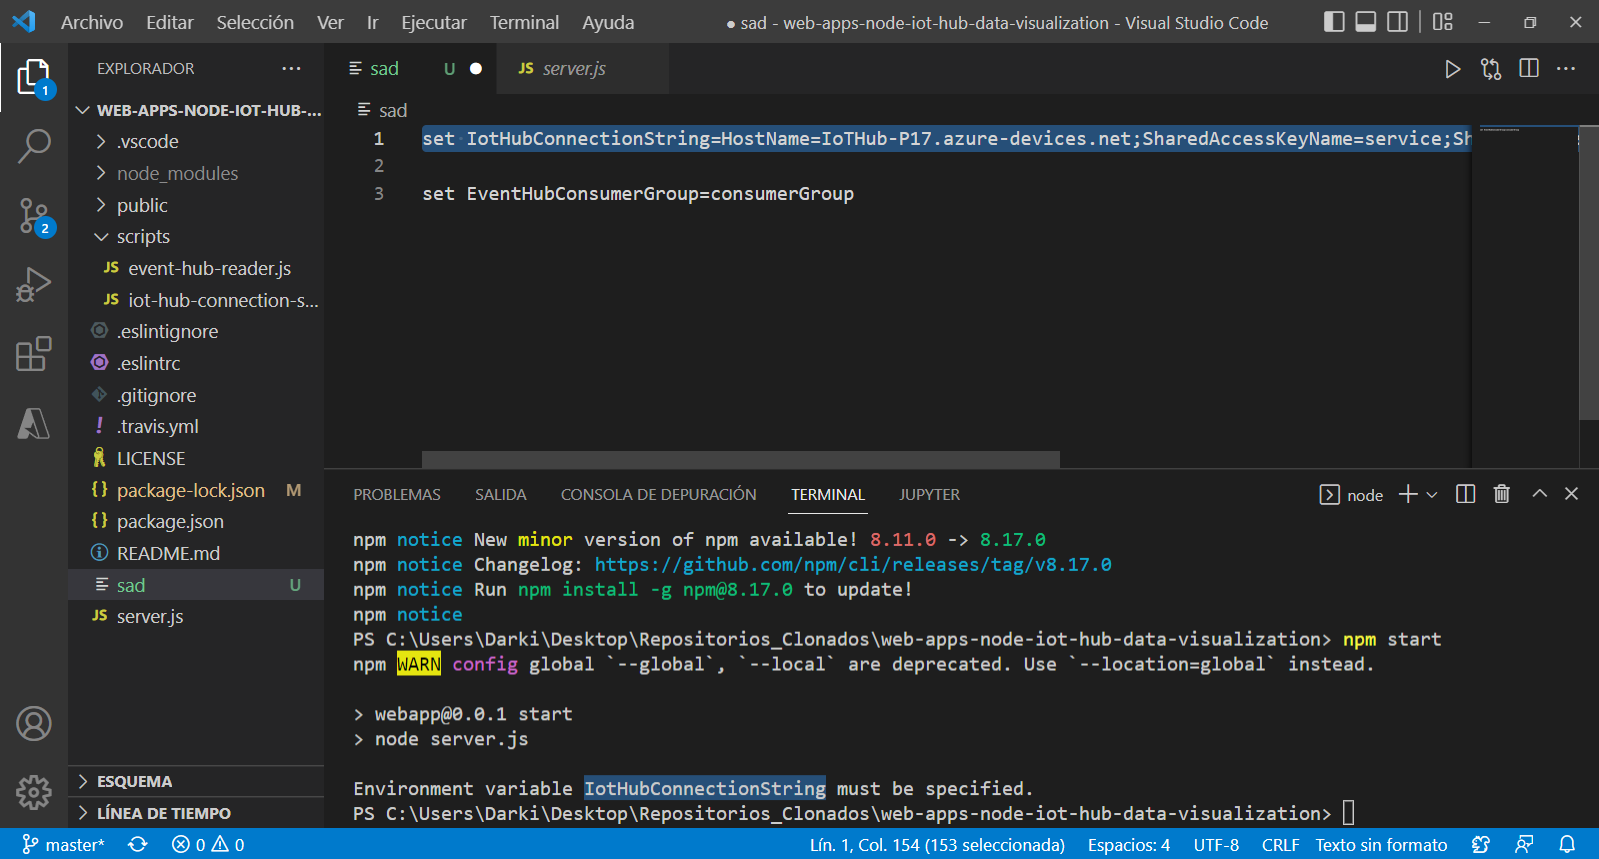 Archivo Editar Selección Ver Ir Ejecutar Terminal Ayuda ● sad - web-apps-node-iot-hub-data-visualization - Visual Studio Code
EXPLORADOR
WEB-APPS-NODE-IOT-HUB-...
.vscode
node_modules
public
scripts
JS event-hub-reader.js
JS iot-hub-connection-s...
.eslintignore
.eslintrc
.gitignore
! .travis.yml
LICENSE
{} package-lock.json M
{} package.json
README.md
sad U
JS server.js
ESQUEMA
LÍNEA DE TIEMPO
1
2
sad U ● JS server.js
sad
1 set IotHubConnectionString=HostName=IoTHub-P17.azure-devices.net;SharedAccessKeyName=service;Sh
2
3 set EventHubConsumerGroup=consumerGroup
PROBLEMAS SALIDA CONSOLA DE DEPURACIÓN TERMINAL JUPYTER node
npm notice New minor version of npm available! 8.11.0 -> 8.17.0
npm notice Changelog: https://github.com/npm/cli/releases/tag/v8.17.0
npm notice Run npm install -g npm@8.17.0 to update!
npm notice
PS C:\Users\Darki\Desktop\Repositorios_Clonados\web-apps-node-iot-hub-data-visualization> npm start
npm WARN config global `--global`, `--local` are deprecated. Use `--location=global` instead.
> webapp@0.0.1 start
> node server.js
Environment variable IotHubConnectionString must be specified.
PS C:\Users\Darki\Desktop\Repositorios_Clonados\web-apps-node-iot-hub-data-visualization>
master* 0 0 Lín. 1, Col. 154 (153 seleccionada) Espacios: 4 UTF-8 CRLF Texto sin formato